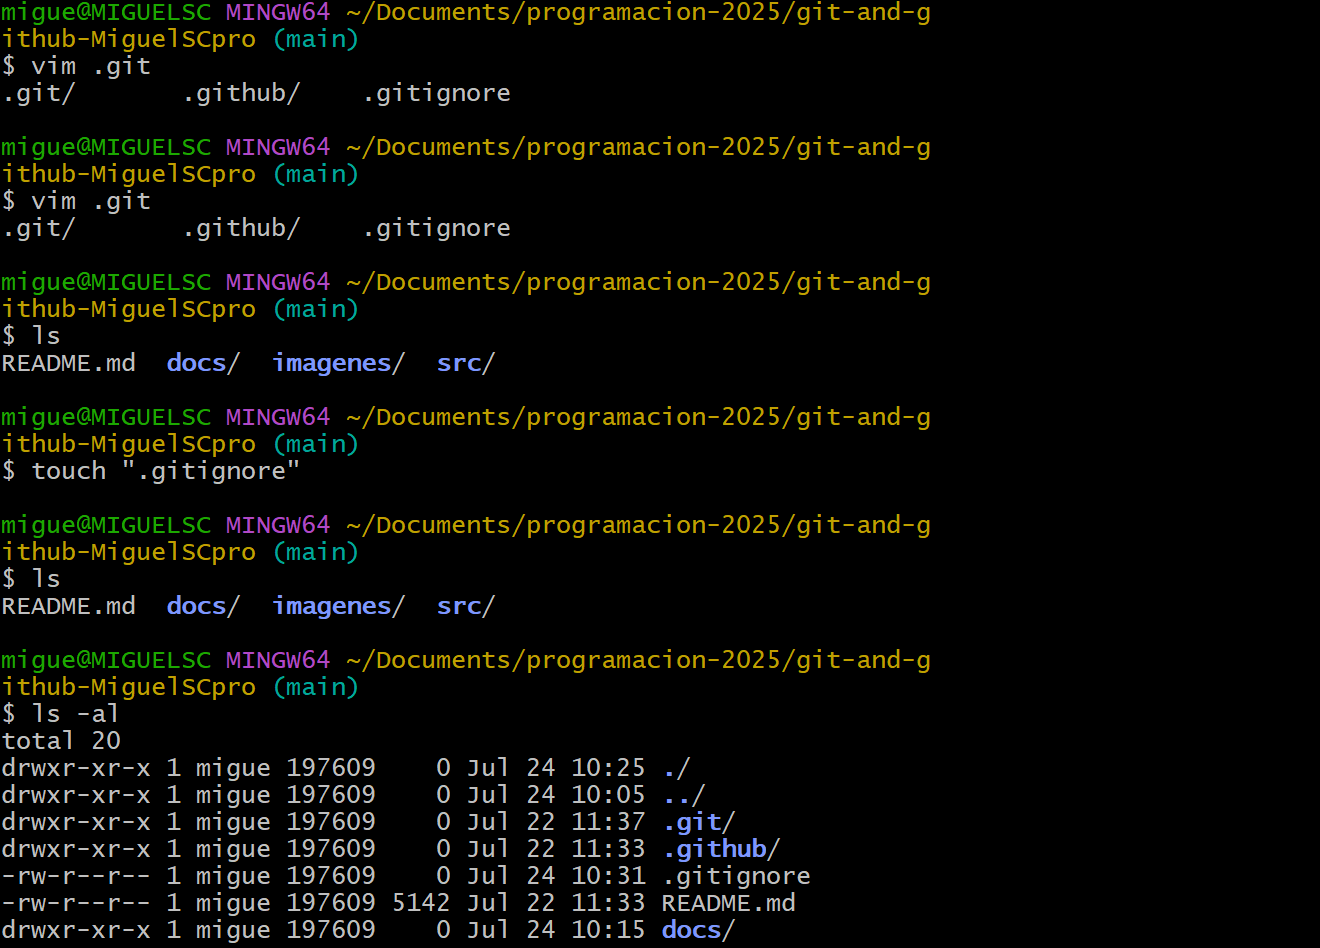 migue@MIGUELSC MINGW64 ~/Documents/programacion-2025/git-and-g
ithub-MiguelSCpro (main)
$ vim .git
.git/       .github/    .gitignore
migue@MIGUELSC MINGW64 ~/Documents/programacion-2025/git-and-g
ithub-MiguelSCpro (main)
$ vim .git
.git/       .github/    .gitignore
migue@MIGUELSC MINGW64 ~/Documents/programacion-2025/git-and-g
ithub-MiguelSCpro (main)
$ ls
README.md  docs/  imagenes/  src/
migue@MIGUELSC MINGW64 ~/Documents/programacion-2025/git-and-g
ithub-MiguelSCpro (main)
$ touch ".gitignore"
migue@MIGUELSC MINGW64 ~/Documents/programacion-2025/git-and-g
ithub-MiguelSCpro (main)
$ ls
README.md  docs/  imagenes/  src/
migue@MIGUELSC MINGW64 ~/Documents/programacion-2025/git-and-g
ithub-MiguelSCpro (main)
$ ls -al
total 20
drwxr-xr-x 1 migue 197609    0 Jul 24 10:25 ./
drwxr-xr-x 1 migue 197609    0 Jul 24 10:05 ../
drwxr-xr-x 1 migue 197609    0 Jul 22 11:37 .git/
drwxr-xr-x 1 migue 197609    0 Jul 22 11:33 .github/
-rw-r--r-- 1 migue 197609    0 Jul 24 10:31 .gitignore
-rw-r--r-- 1 migue 197609 5142 Jul 22 11:33 README.md
drwxr-xr-x 1 migue 197609    0 Jul 24 10:15 docs/